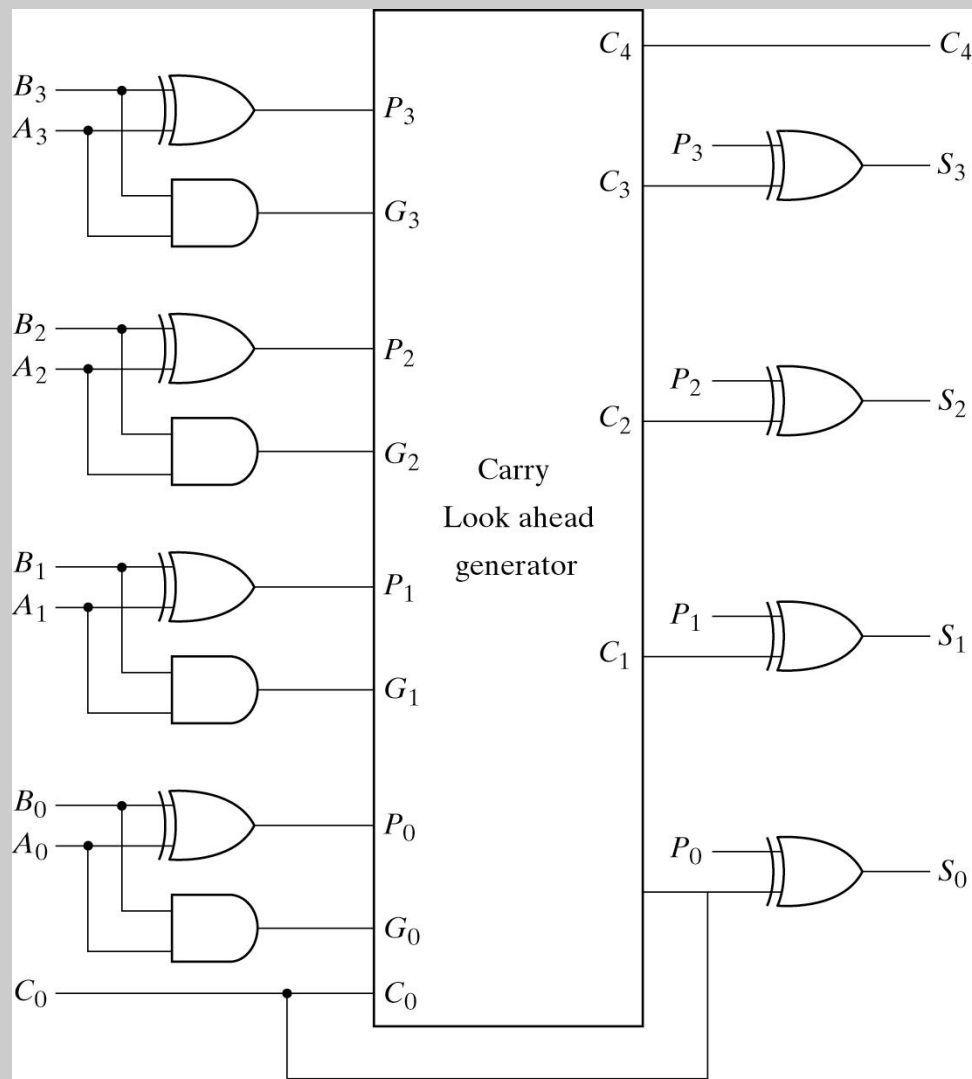 C4 C4
B3
A3 P3 P3 S3
C3
G3
B2
A2 P2 P2 S2
C2
G2
Carry
Look ahead
generator
B1
A1 P1 P1 S1
C1
G1
B0
A0 P0 P0 S0
G0
C0 C0